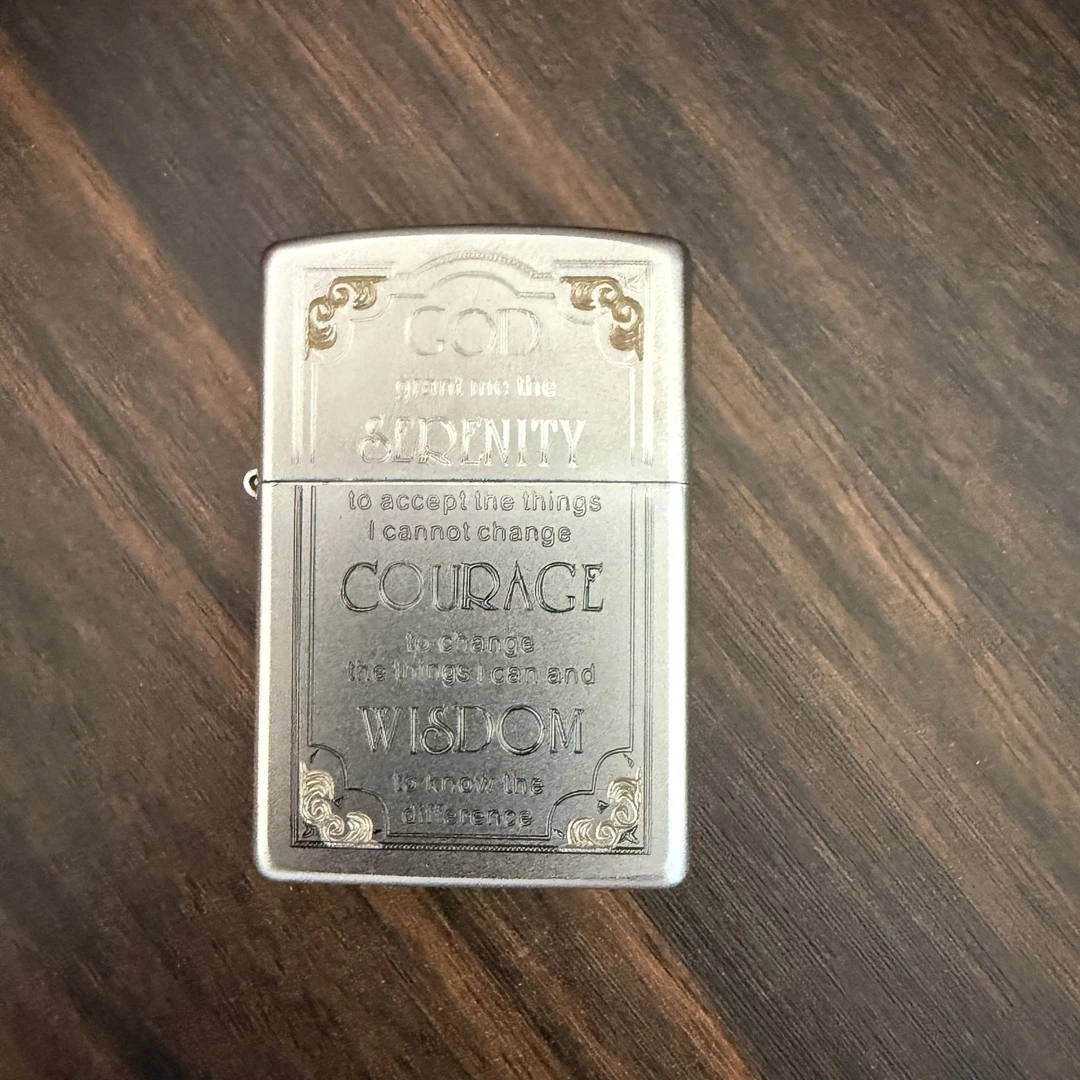 GOD
grant me the
SERENITY
to accept the things
I cannot change
COURAGE
to change
the things I can and
WISDOM
to know the
difference